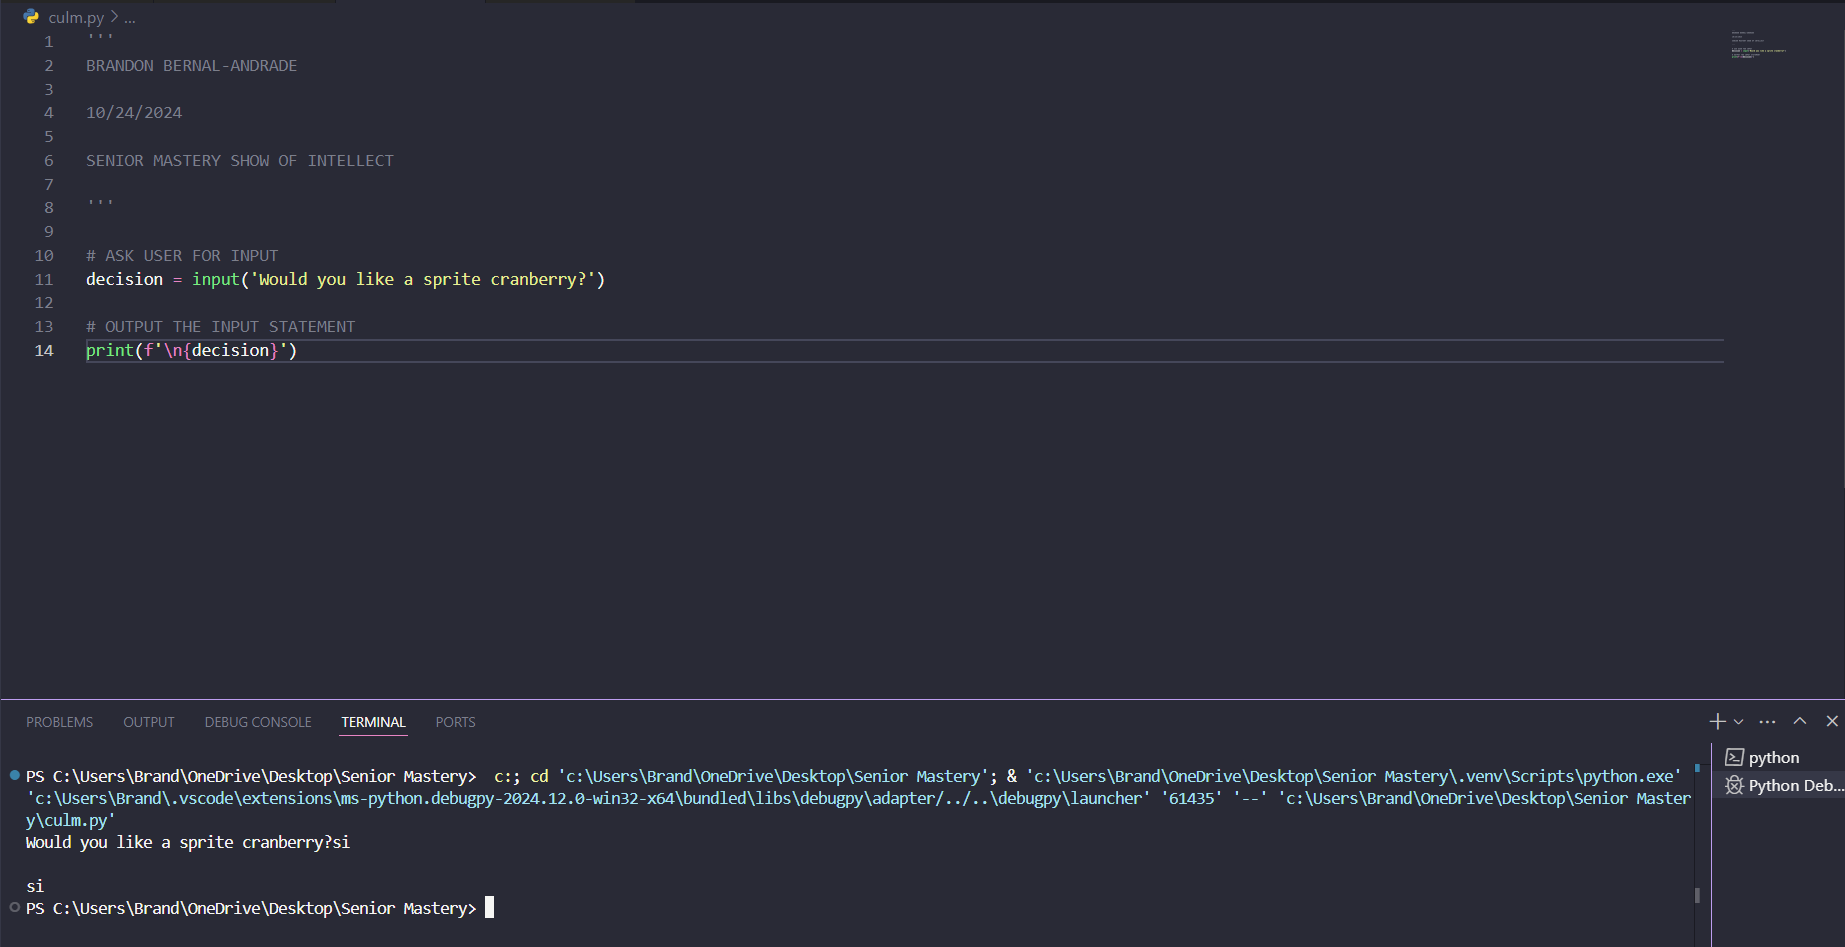 culm.py > ...
1 '''
2 BRANDON BERNAL-ANDRADE
3
4 10/24/2024
5
6 SENIOR MASTERY SHOW OF INTELLECT
7
8 '''
9
10 # ASK USER FOR INPUT
11 decision = input('Would you like a sprite cranberry?')
12
13 # OUTPUT THE INPUT STATEMENT
14 print(f'\n{decision}')
PROBLEMS OUTPUT DEBUG CONSOLE TERMINAL PORTS
PS C:\Users\Brand\OneDrive\Desktop\Senior Mastery>  c:; cd 'c:\Users\Brand\OneDrive\Desktop\Senior Mastery'; & 'c:\Users\Brand\OneDrive\Desktop\Senior Mastery\.venv\Scripts\python.exe'
'c:\Users\Brand\.vscode\extensions\ms-python.debugpy-2024.12.0-win32-x64\bundled\libs\debugpy\adapter/../..\debugpy\launcher' '61435' '--' 'c:\Users\Brand\OneDrive\Desktop\Senior Master
y\culm.py'
Would you like a sprite cranberry?si

si
PS C:\Users\Brand\OneDrive\Desktop\Senior Mastery>
python
Python Deb...